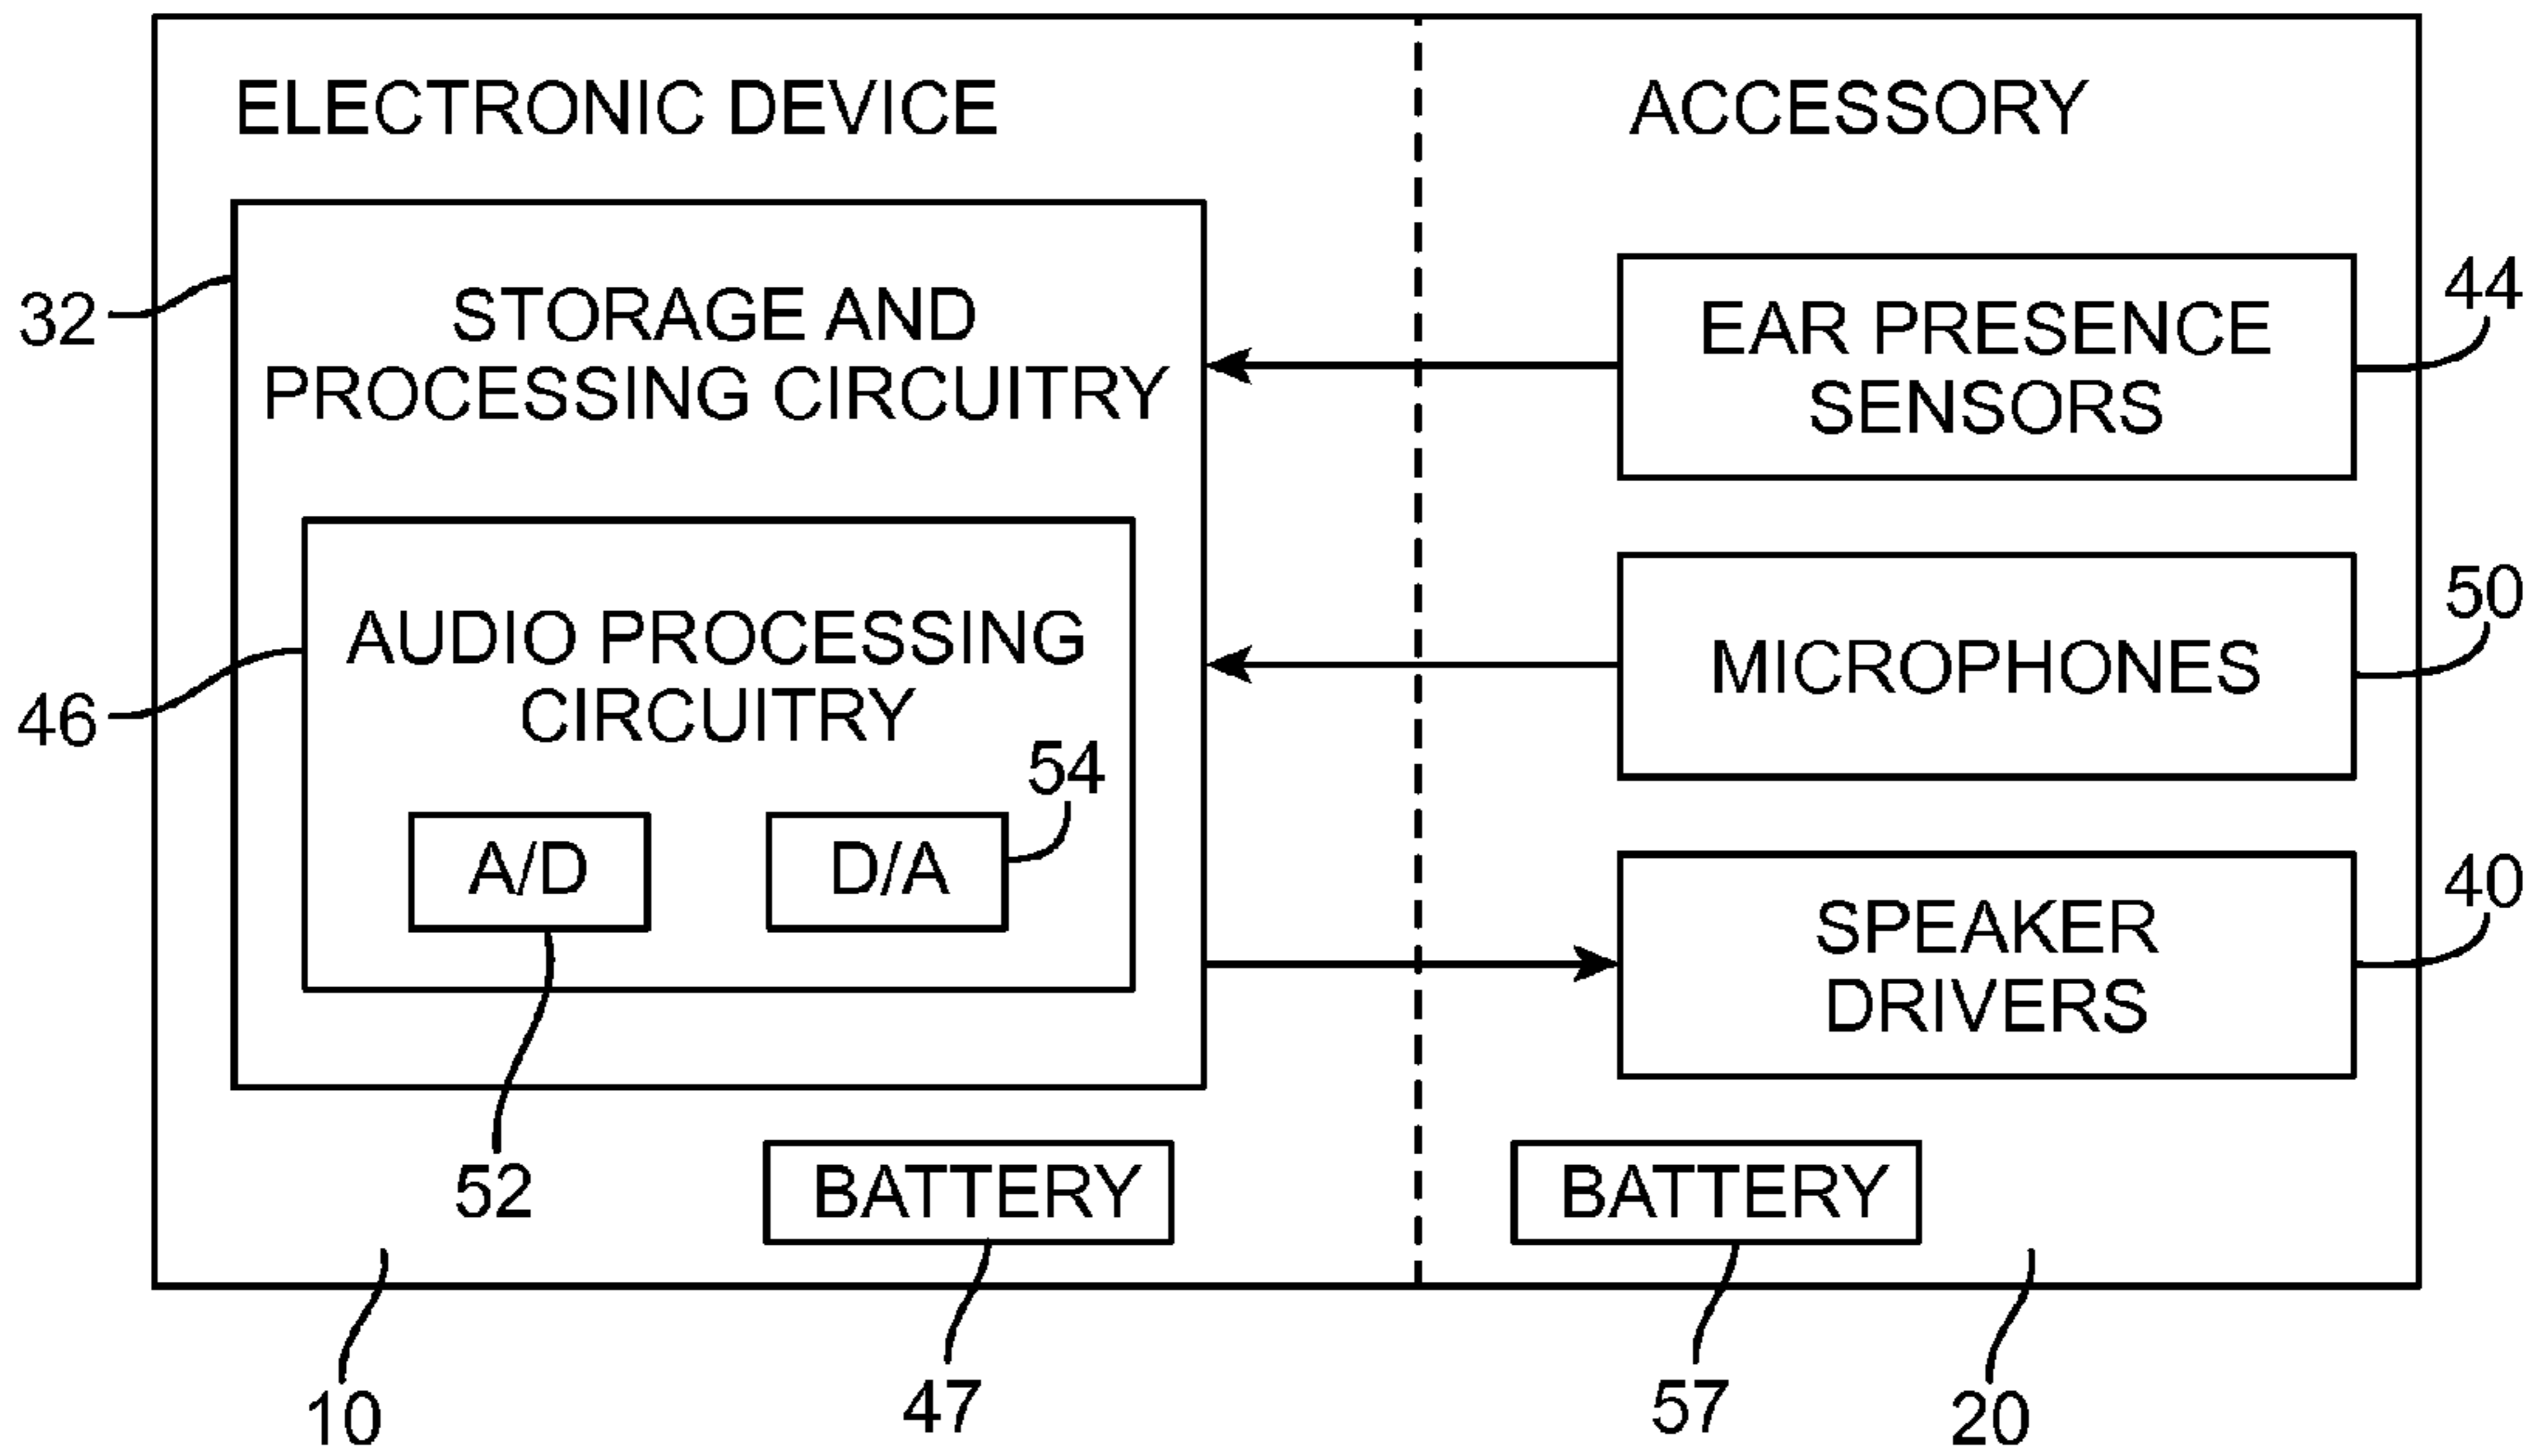 ELECTRONIC DEVICE
ACCESSORY
32
STORAGE AND
PROCESSING CIRCUITRY
46
AUDIO PROCESSING
CIRCUITRY
54
A/D
D/A
52
BATTERY
10
47
EAR PRESENCE
SENSORS
44
MICROPHONES
50
SPEAKER
DRIVERS
40
BATTERY
57
20